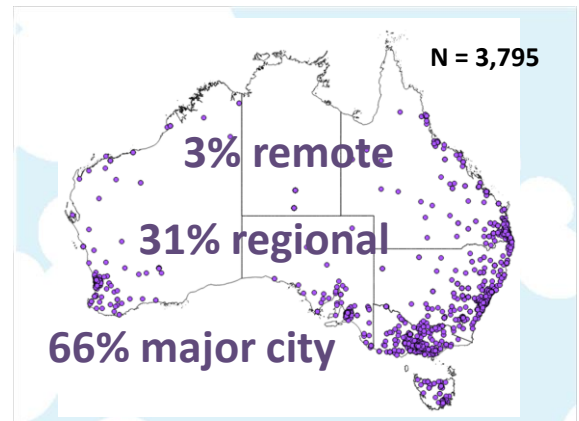 N = 3,795
3% remote
31% regional
66% major city